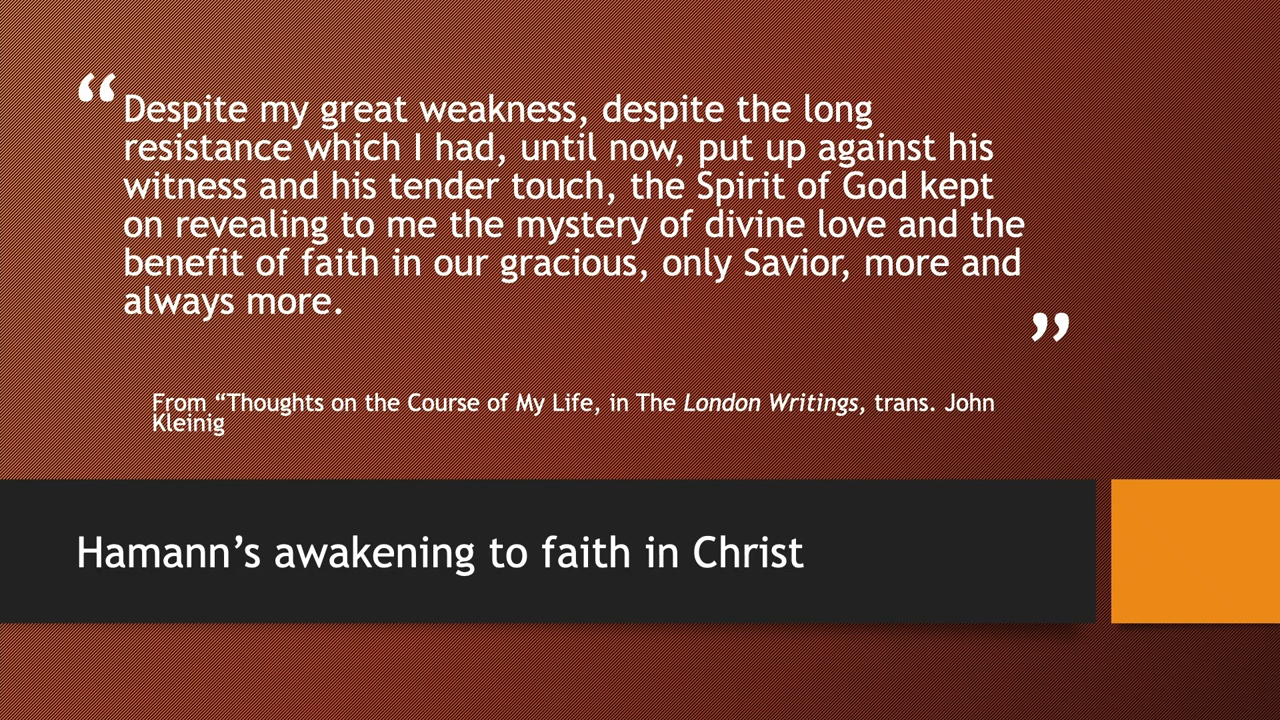 “Despite my great weakness, despite the long
resistance which I had, until now, put up against his
witness and his tender touch, the Spirit of God kept
on revealing to me the mystery of divine love and the
benefit of faith in our gracious, only Savior, more and
always more.
”
From “Thoughts on the Course of My Life, in The London Writings, trans. John
Kleinig
Hamann’s awakening to faith in Christ